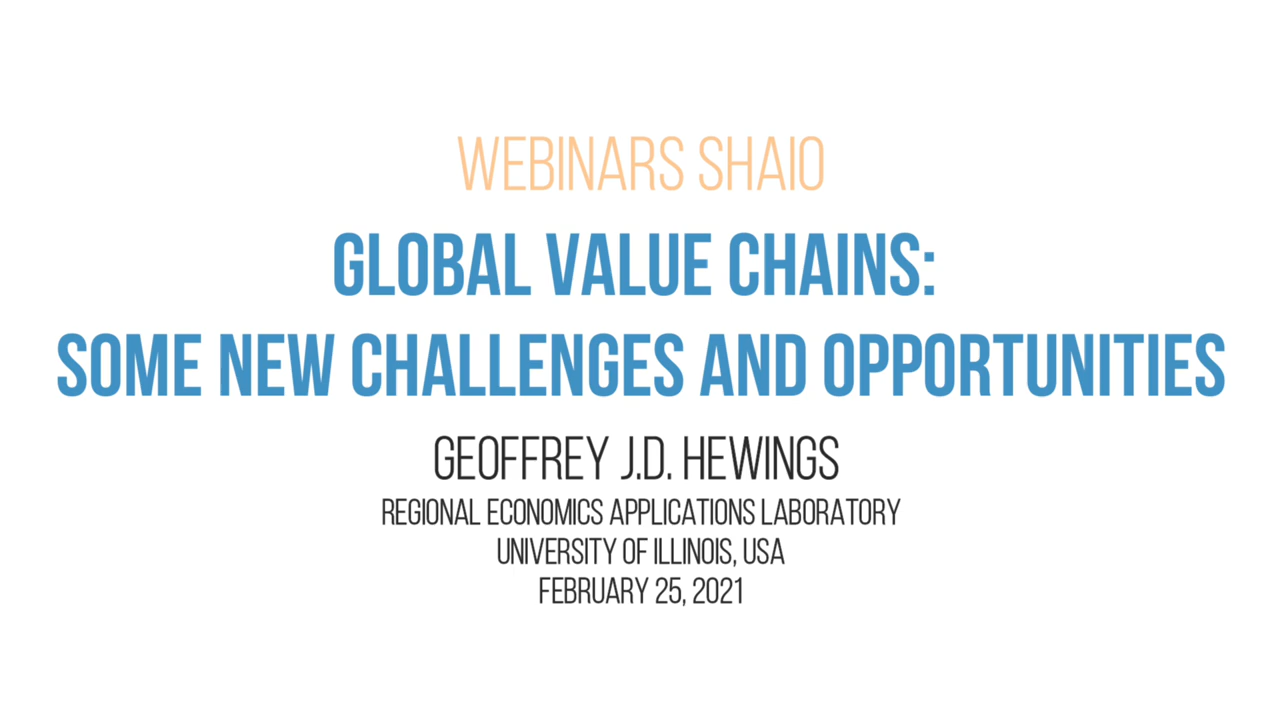 WEBINARS SHAIO
GLOBAL VALUE CHAINS:
SOME NEW CHALLENGES AND OPPORTUNITIES
GEOFFREY J.D. HEWINGS
REGIONAL ECONOMICS APPLICATIONS LABORATORY
UNIVERSITY OF ILLINOIS, USA
FEBRUARY 25, 2021